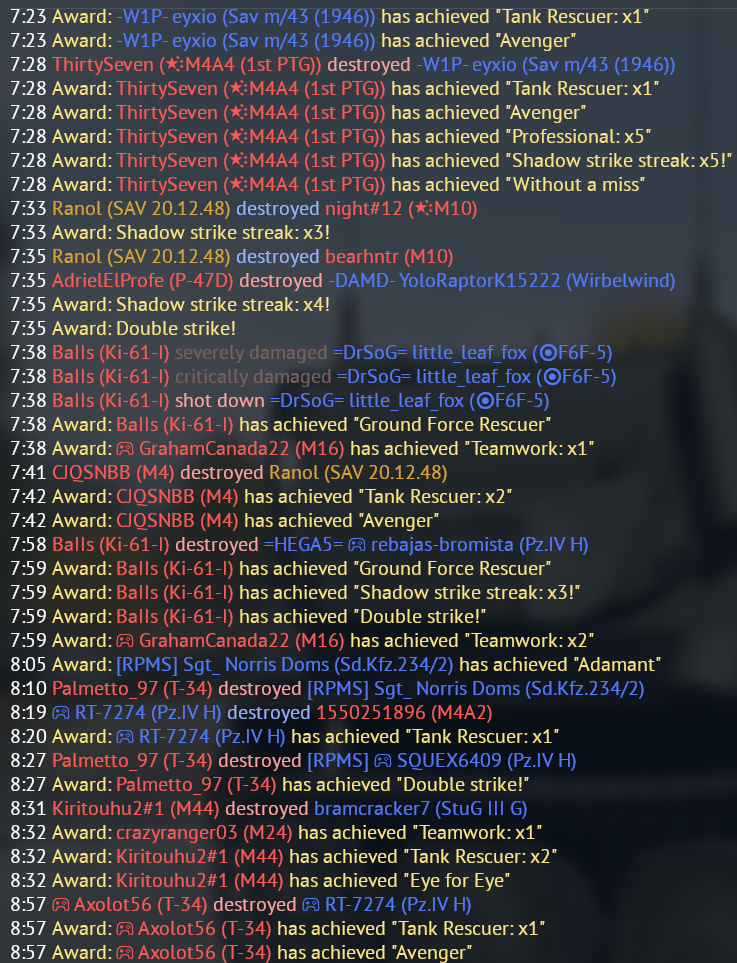 7:23 Award: -W1P- eyxio (Sav m/43 (1946)) has achieved "Tank Rescuer: x1"
7:23 Award: -W1P- eyxio (Sav m/43 (1946)) has achieved "Avenger"
7:28 ThirtySeven (M4A4 (1st PTG)) destroyed -W1P- eyxio (Sav m/43 (1946))
7:28 Award: ThirtySeven (M4A4 (1st PTG)) has achieved "Tank Rescuer: x1"
7:28 Award: ThirtySeven (M4A4 (1st PTG)) has achieved "Avenger"
7:28 Award: ThirtySeven (M4A4 (1st PTG)) has achieved "Professional: x5"
7:28 Award: ThirtySeven (M4A4 (1st PTG)) has achieved "Shadow strike streak: x5!"
7:28 Award: ThirtySeven (M4A4 (1st PTG)) has achieved "Without a miss"
7:33 Ranol (SAV 20.12.48) destroyed night#12 (M10)
7:33 Award: Shadow strike streak: x3!
7:35 Ranol (SAV 20.12.48) destroyed bearhntr (M10)
7:35 AdrielElProfe (P-47D) destroyed -DAMD- YoloRaptorK15222 (Wirbelwind)
7:35 Award: Shadow strike streak: x4!
7:35 Award: Double strike!
7:38 BaIIs (Ki-61-I) severely damaged =DrSoG= little_leaf_fox (F6F-5)
7:38 BaIIs (Ki-61-I) critically damaged =DrSoG= little_leaf_fox (F6F-5)
7:38 BaIIs (Ki-61-I) shot down =DrSoG= little_leaf_fox (F6F-5)
7:38 Award: BaIIs (Ki-61-I) has achieved "Ground Force Rescuer"
7:38 Award: GrahamCanada22 (M16) has achieved "Teamwork: x1"
7:41 CJQSNBB (M4) destroyed Ranol (SAV 20.12.48)
7:42 Award: CJQSNBB (M4) has achieved "Tank Rescuer: x2"
7:42 Award: CJQSNBB (M4) has achieved "Avenger"
7:58 BaIIs (Ki-61-I) destroyed =HEGA5= rebajas-bromista (Pz.IV H)
7:59 Award: BaIIs (Ki-61-I) has achieved "Ground Force Rescuer"
7:59 Award: BaIIs (Ki-61-I) has achieved "Shadow strike streak: x3!"
7:59 Award: BaIIs (Ki-61-I) has achieved "Double strike!"
7:59 Award: GrahamCanada22 (M16) has achieved "Teamwork: x2"
8:05 Award: [RPMS] Sgt_ Norris Doms (Sd.Kfz.234/2) has achieved "Adamant"
8:10 Palmetto_97 (T-34) destroyed [RPMS] Sgt_ Norris Doms (Sd.Kfz.234/2)
8:19 RT-7274 (Pz.IV H) destroyed 1550251896 (M4A2)
8:20 Award: RT-7274 (Pz.IV H) has achieved "Tank Rescuer: x1"
8:27 Palmetto_97 (T-34) destroyed [RPMS] SQUEX6409 (Pz.IV H)
8:27 Award: Palmetto_97 (T-34) has achieved "Double strike!"
8:31 Kiritouhu2#1 (M44) destroyed bramcracker7 (StuG III G)
8:32 Award: crazyranger03 (M24) has achieved "Teamwork: x1"
8:32 Award: Kiritouhu2#1 (M44) has achieved "Tank Rescuer: x2"
8:32 Award: Kiritouhu2#1 (M44) has achieved "Eye for Eye"
8:57 Axolot56 (T-34) destroyed RT-7274 (Pz.IV H)
8:57 Award: Axolot56 (T-34) has achieved "Tank Rescuer: x1"
8:57 Award: Axolot56 (T-34) has achieved "Avenger"